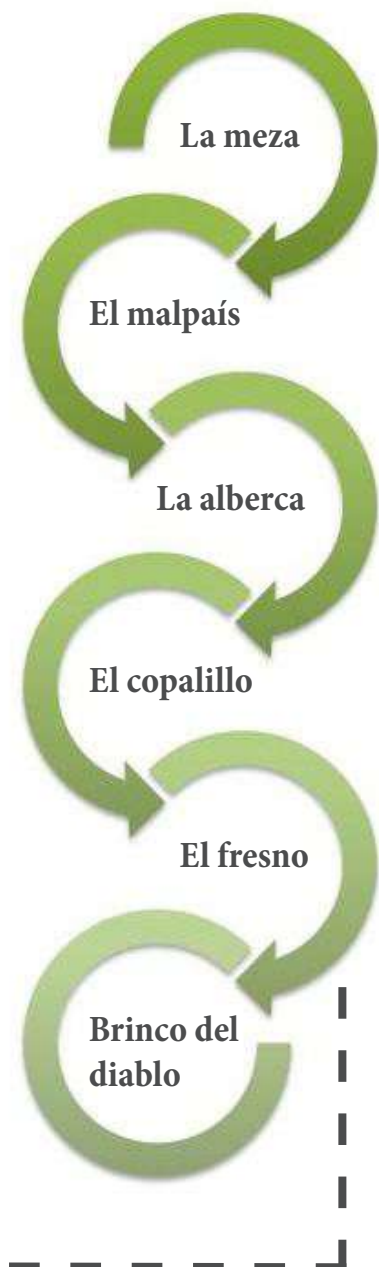 La meza
El malpaís
La alberca
El copalillo
El fresno
Brinco del
diablo